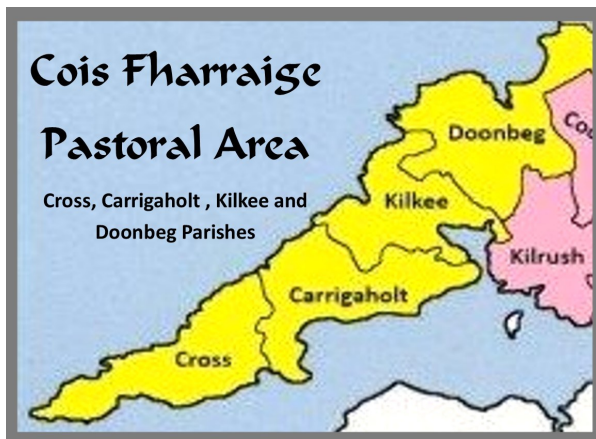 Cois Fharraige
Pastoral Area
Cross, Carrigaholt , Kilkee and
Doonbeg Parishes
Doonbeg
Kilkee
Kilrush
Carrigaholt
Cross